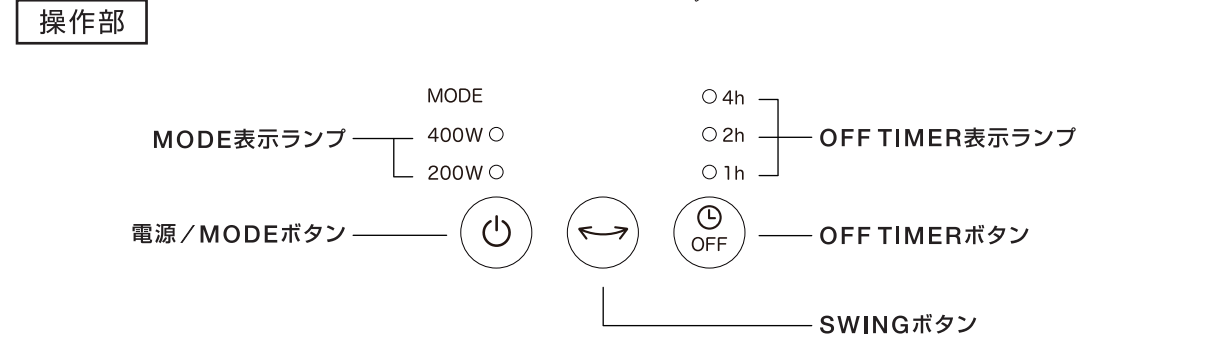 操作部
MODE
4h
MODE表示ランプ
400W
2h
OFF TIMER表示ランプ
200W
1h
電源／MODEボタン
OFF
OFF TIMERボタン
SWINGボタン